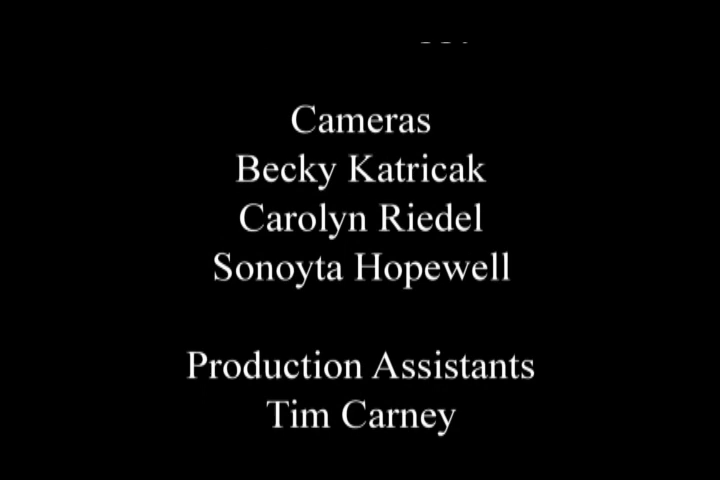 Cameras
Becky Katricak
Carolyn Riedel
Sonoyta Hopewell
Production Assistants
Tim Carney